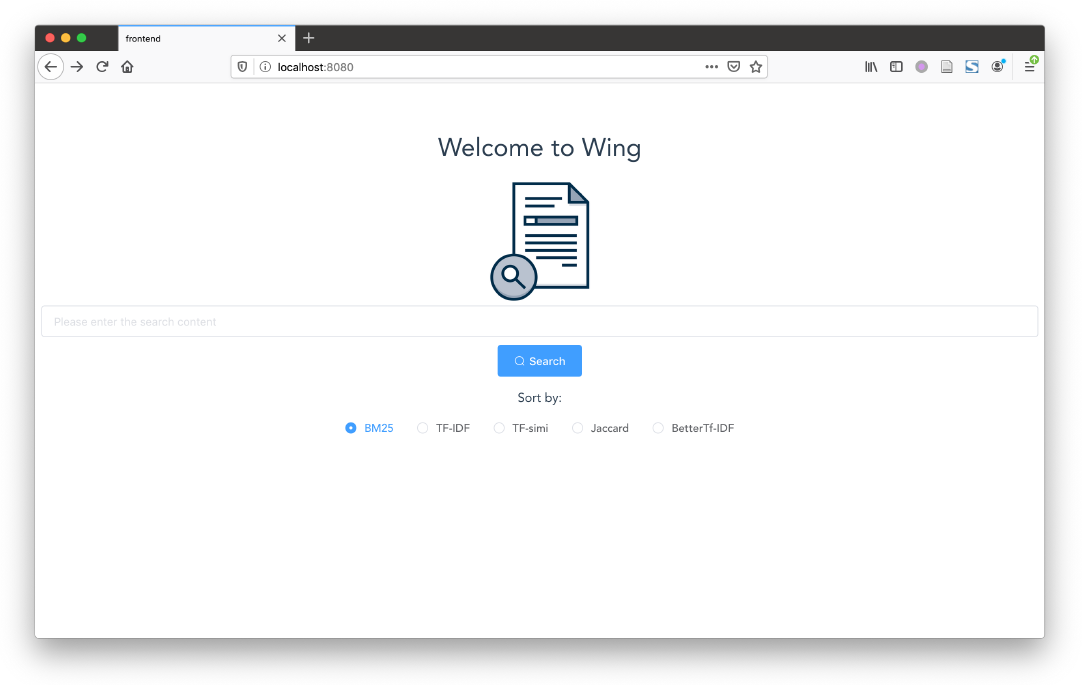 frontend
localhost:8080
Welcome to Wing
Please enter the search content
Search
Sort by:
BM25 TF-IDF TF-simi Jaccard BetterTf-IDF